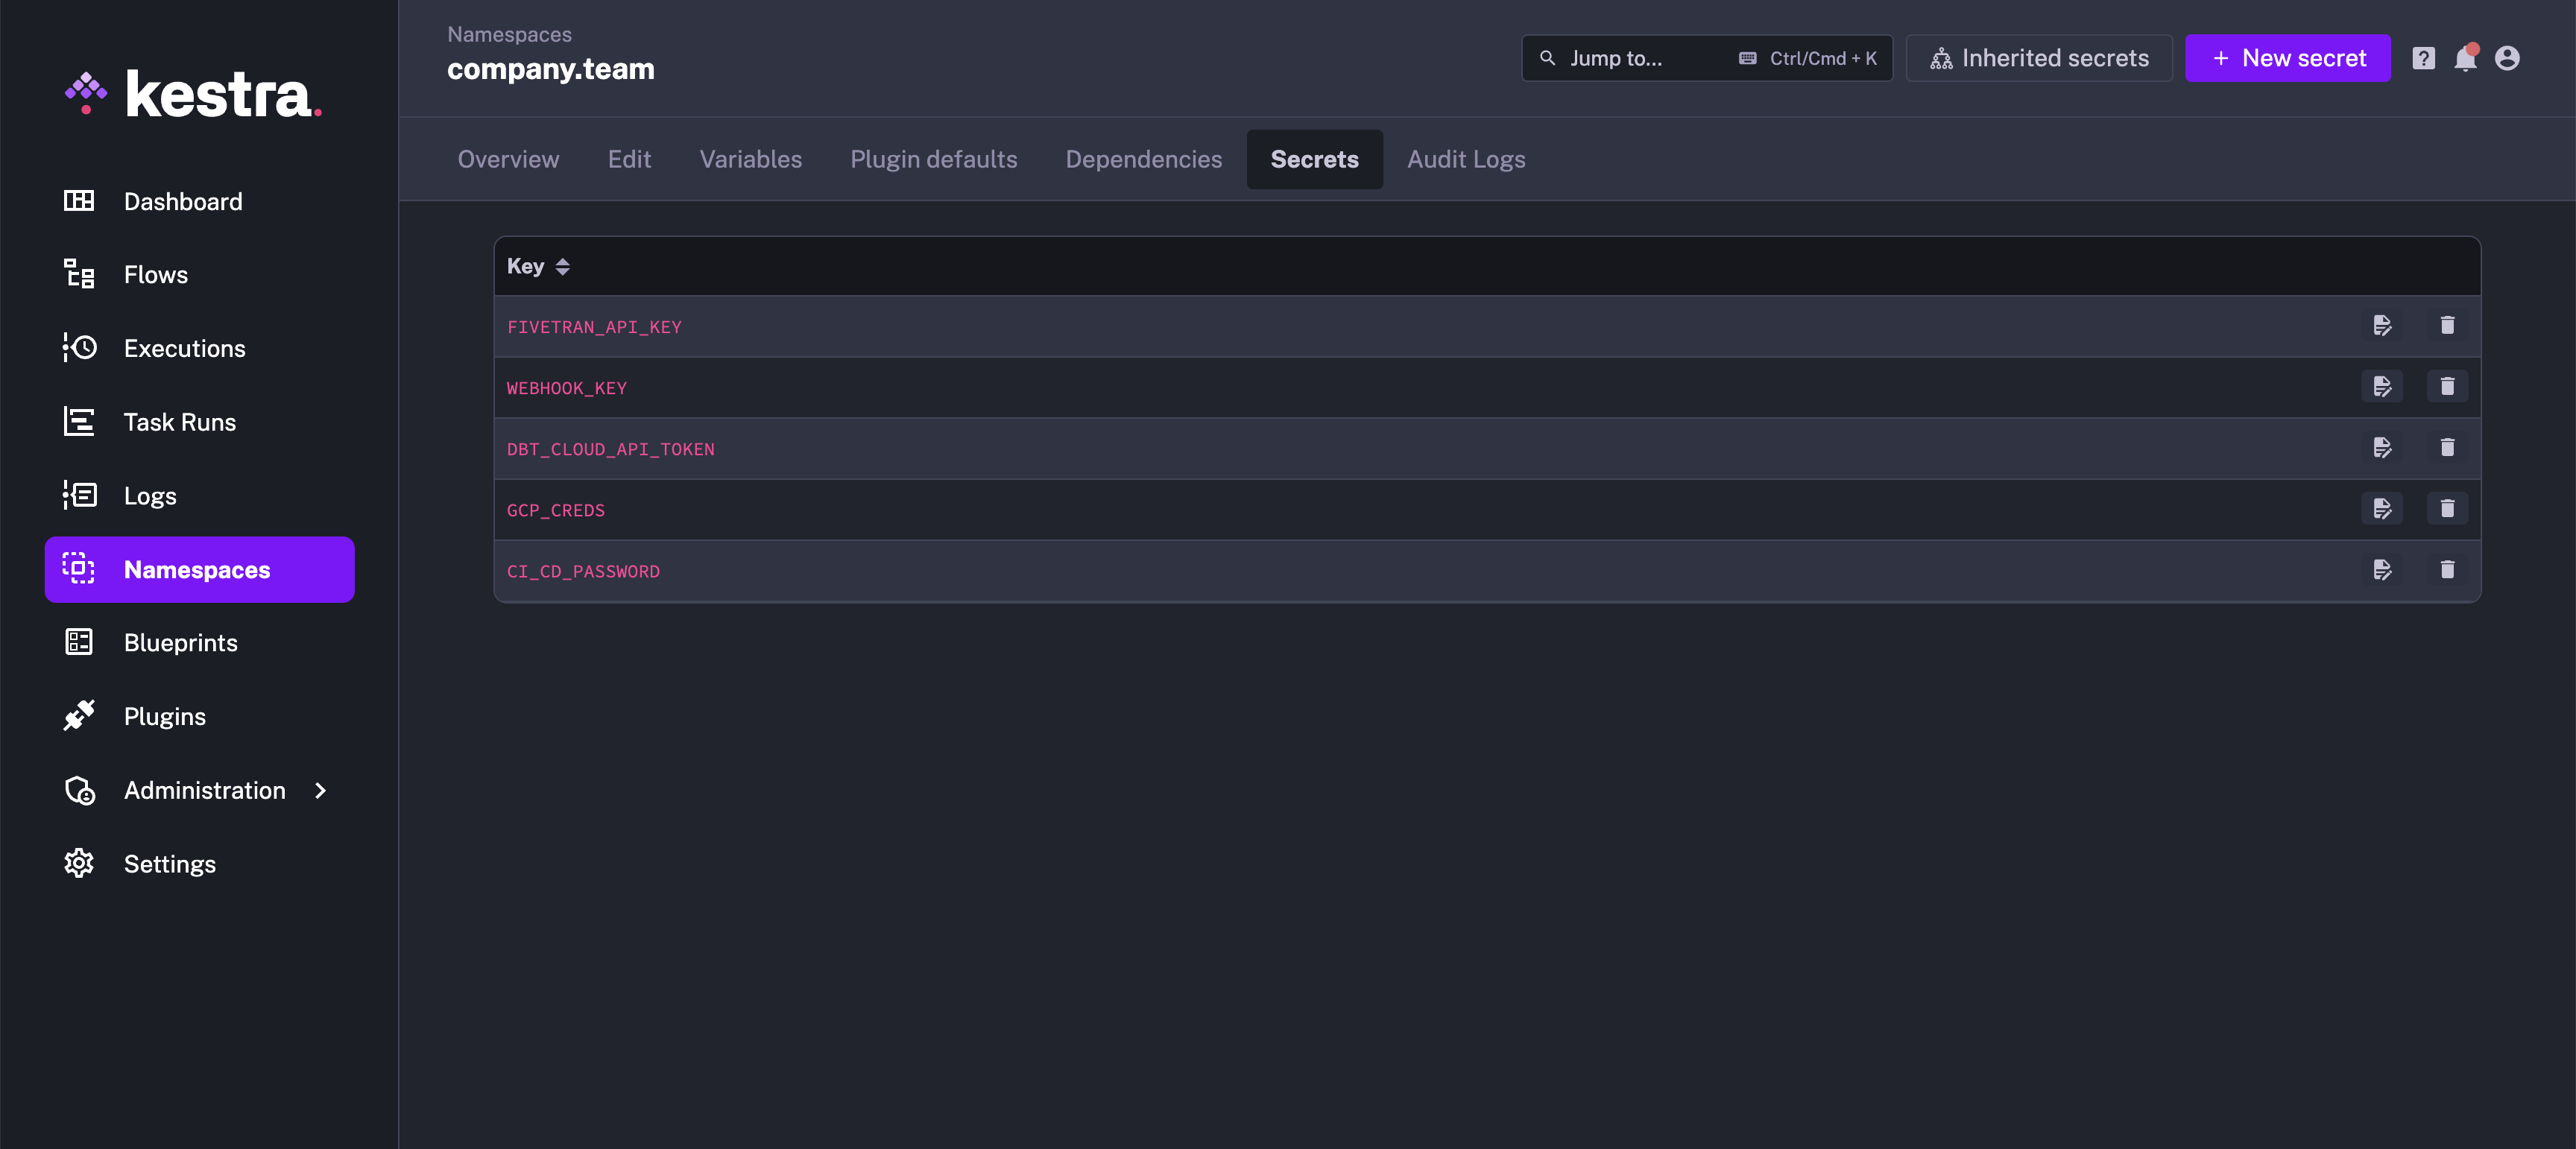 kestra.
Dashboard
Flows
Executions
Task Runs
Logs
Namespaces
Blueprints
Plugins
Administration
Settings
Namespaces
company.team
Jump to... Ctrl/Cmd + K
Inherited secrets
+ New secret
?
Overview Edit Variables Plugin defaults Dependencies Secrets Audit Logs
Key
FIVETRAN_API_KEY
WEBHOOK_KEY
DBT_CLOUD_API_TOKEN
GCP_CREDS
CI_CD_PASSWORD